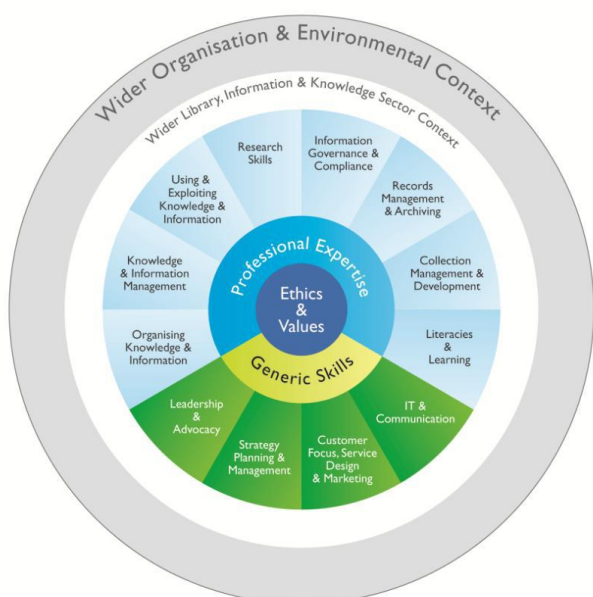 Wider Organisation & Environmental Context
Wider Library, Information & Knowledge Sector Context
Research
Skills
Information
Governance &
Compliance
Using &
Exploiting
Knowledge &
Information
Records
Management
& Archiving
Knowledge
& Information
Management
Collection
Management &
Development
Organising
Knowledge &
Information
Literacies
&
Learning
Professional Expertise
Ethics
&
Values
Generic Skills
Leadership
&
Advocacy
Strategy
Planning &
Management
Customer
Focus, Service
Design
& Marketing
IT &
Communication